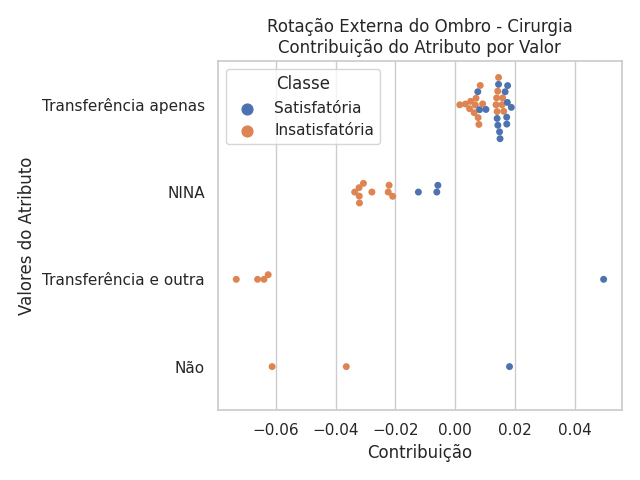 Rotação Externa do Ombro - Cirurgia
Contribuição do Atributo por Valor
Classe
Satisfatória
Insatisfatória
Valores do Atributo
Transferência apenas
NINA
Transferência e outra
Não
−0.06 −0.04 −0.02 0.00 0.02 0.04
Contribuição